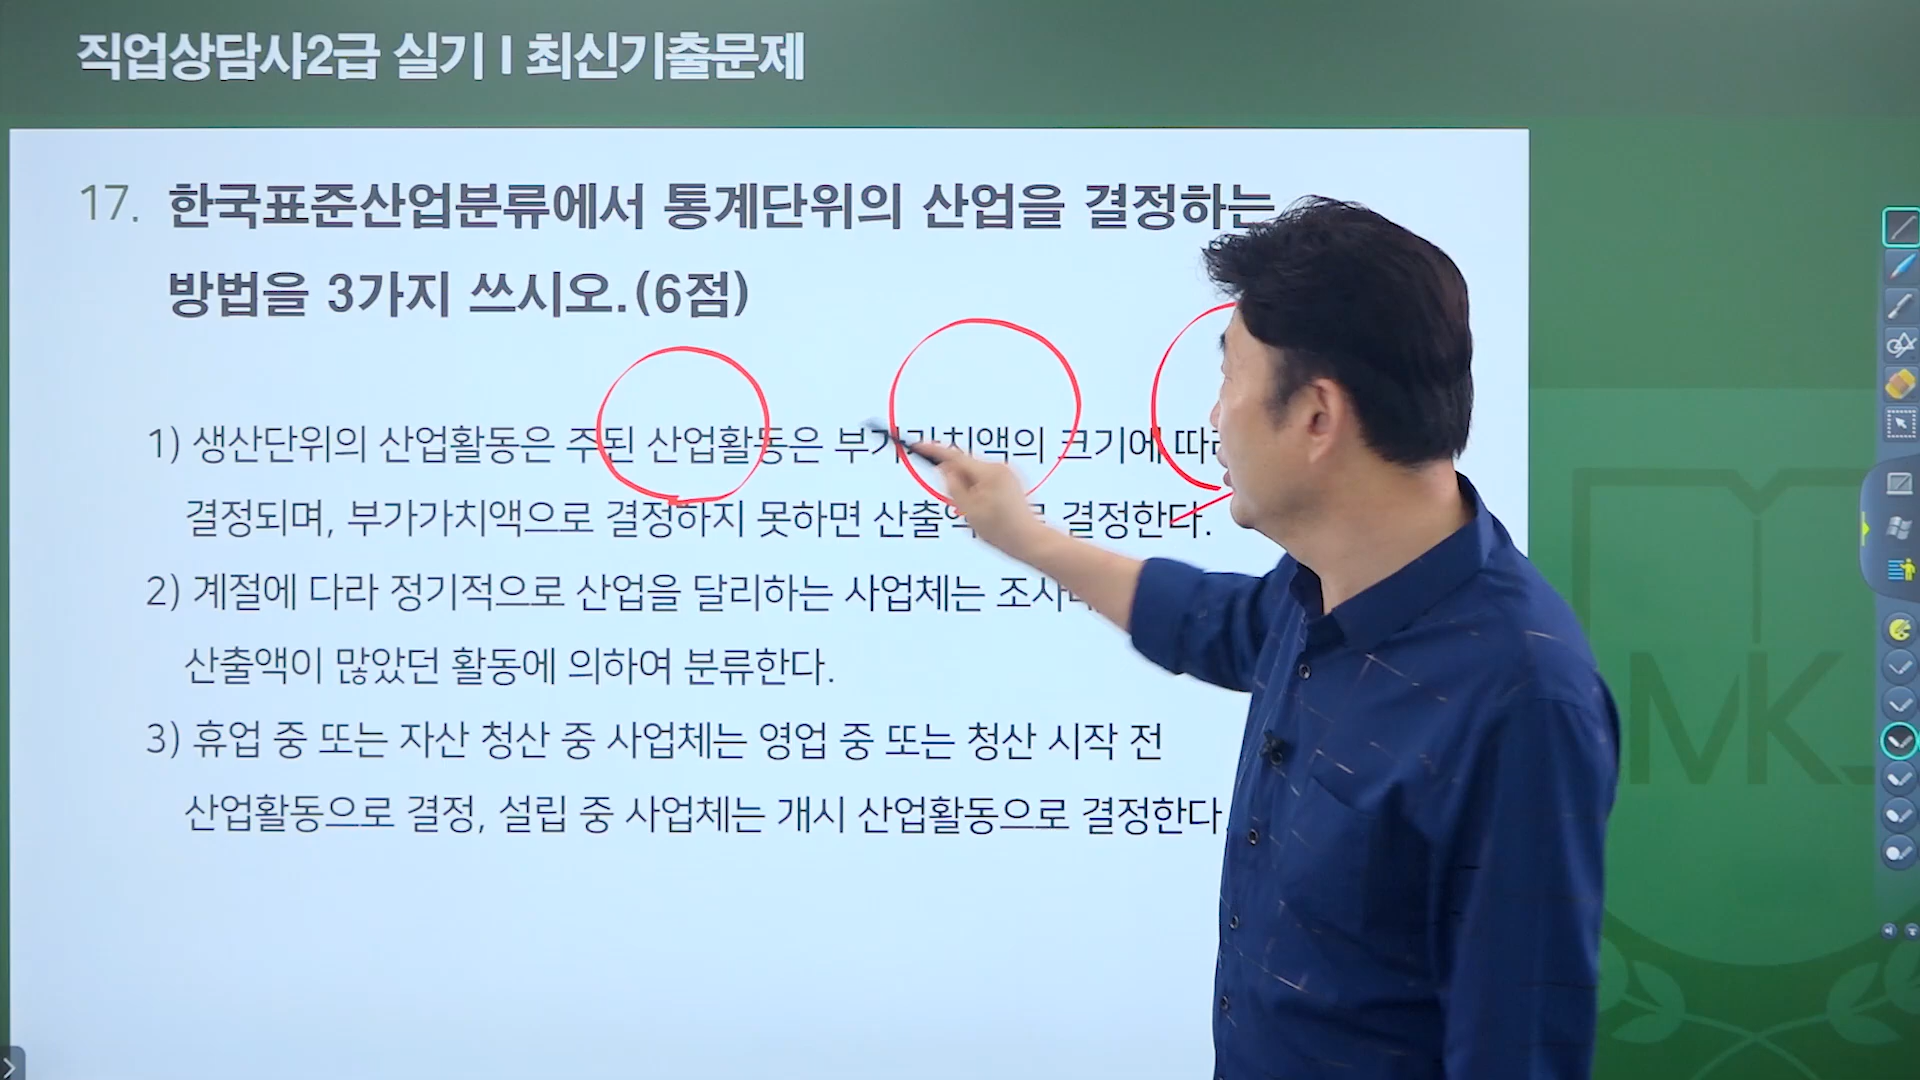 직업상담사2급 실기 I 최신기출문제
17. 한국표준산업분류에서 통계단위의 산업을 결정하는
방법을 3가지 쓰시오.(6점)
1) 생산단위의 산업활동은 주된 산업활동은 부가가치액의 크기에
결정되며, 부가가치액으로 결정하지 못하면 결정한다.
2) 계절에 다라 정기적으로 산업을 달리하는 사업체는
산출액이 많았던 활동에 의하여 분류한다.
3) 휴업 중 또는 자산 청산 중 사업체는 영업 중 또는 청산 시작 전
산업활동으로 결정, 설립 중 사업체는 개시 산업활동으로 결정한다.
MK